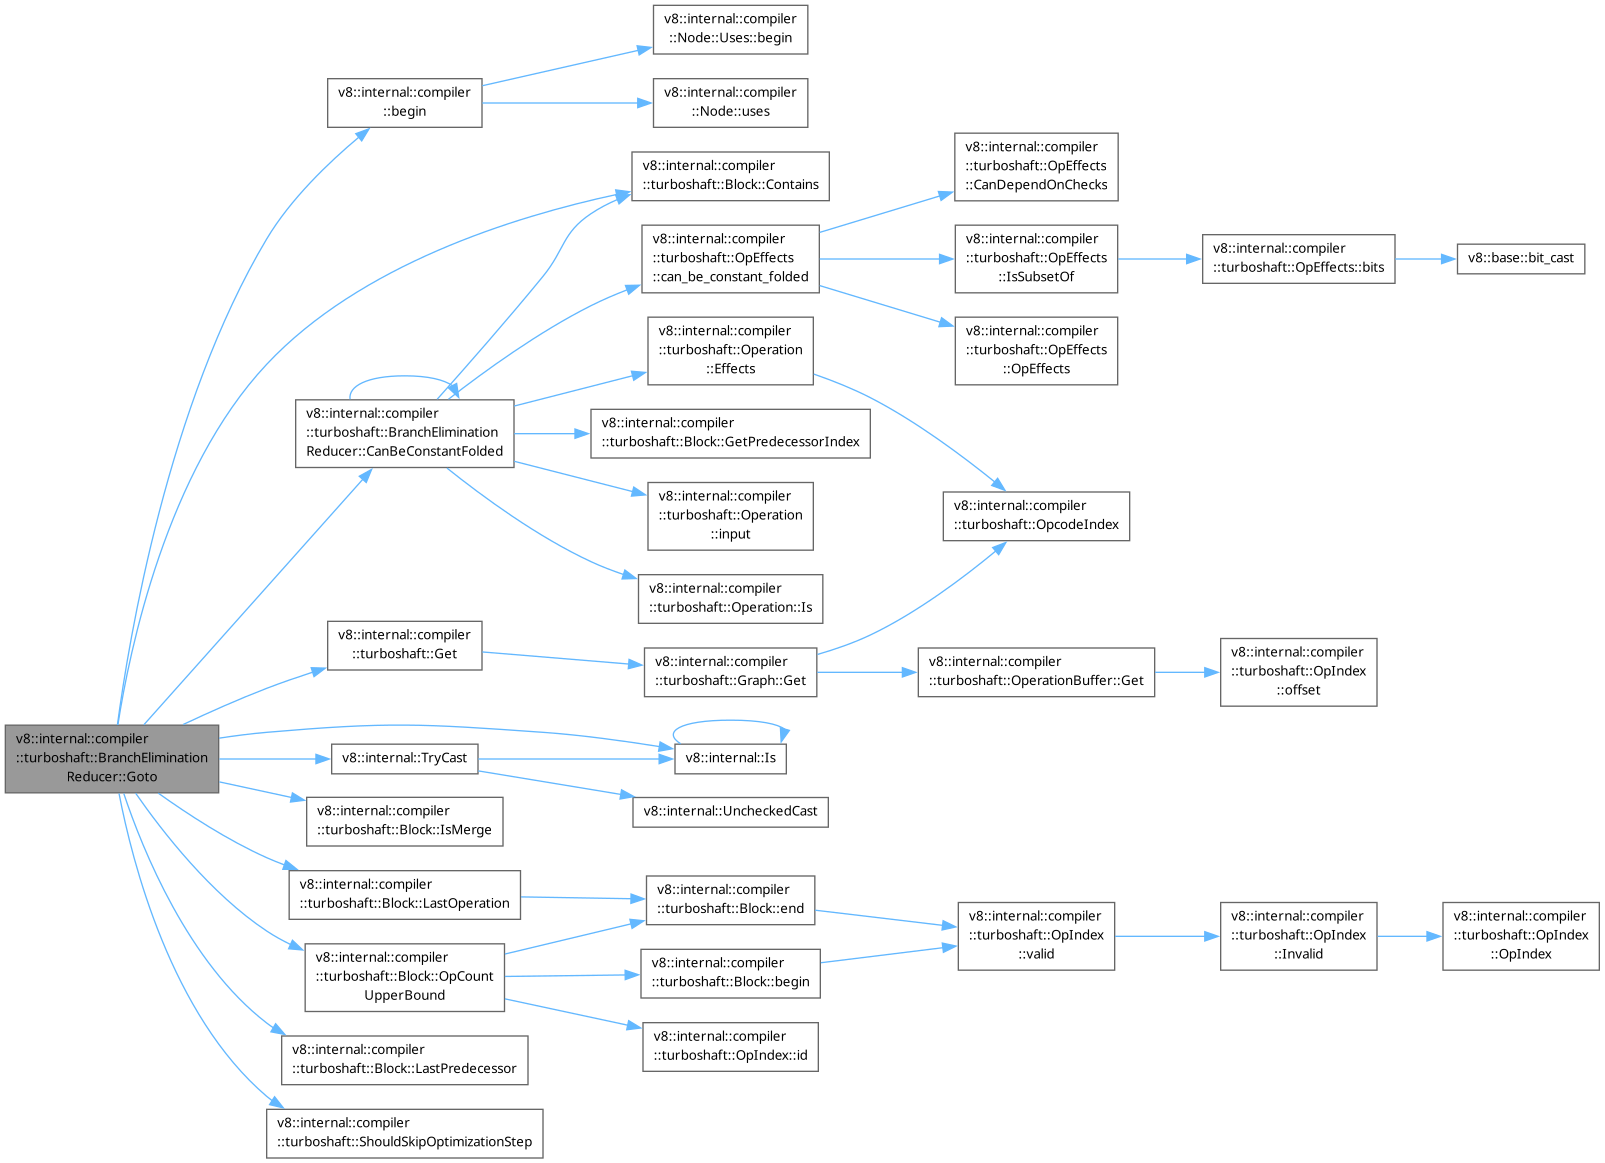 v8::internal::compiler
::Node::Uses::begin
v8::internal::compiler
::begin
v8::internal::compiler
::Node::uses
v8::internal::compiler
::turboshaft::Block::Contains
v8::internal::compiler
::turboshaft::OpEffects
::CanDependOnChecks
v8::internal::compiler
::turboshaft::OpEffects
::can_be_constant_folded
v8::internal::compiler
::turboshaft::OpEffects
::IsSubsetOf
v8::internal::compiler
::turboshaft::OpEffects::bits
v8::base::bit_cast
v8::internal::compiler
::turboshaft::Operation
::Effects
v8::internal::compiler
::turboshaft::OpEffects
::OpEffects
v8::internal::compiler
::turboshaft::BranchElimination
Reducer::CanBeConstantFolded
v8::internal::compiler
::turboshaft::Block::GetPredecessorIndex
v8::internal::compiler
::turboshaft::Operation
::input
v8::internal::compiler
::turboshaft::OpcodeIndex
v8::internal::compiler
::turboshaft::Operation::Is
v8::internal::compiler
::turboshaft::Get
v8::internal::compiler
::turboshaft::Graph::Get
v8::internal::compiler
::turboshaft::OperationBuffer::Get
v8::internal::compiler
::turboshaft::OpIndex
::offset
v8::internal::compiler
::turboshaft::BranchElimination
Reducer::Goto
v8::internal::TryCast
v8::internal::Is
v8::internal::compiler
::turboshaft::Block::IsMerge
v8::internal::UncheckedCast
v8::internal::compiler
::turboshaft::Block::LastOperation
v8::internal::compiler
::turboshaft::Block::end
v8::internal::compiler
::turboshaft::OpIndex
::valid
v8::internal::compiler
::turboshaft::OpIndex
::Invalid
v8::internal::compiler
::turboshaft::OpIndex
::OpIndex
v8::internal::compiler
::turboshaft::Block::OpCount
UpperBound
v8::internal::compiler
::turboshaft::Block::begin
v8::internal::compiler
::turboshaft::OpIndex::id
v8::internal::compiler
::turboshaft::Block::LastPredecessor
v8::internal::compiler
::turboshaft::ShouldSkipOptimizationStep